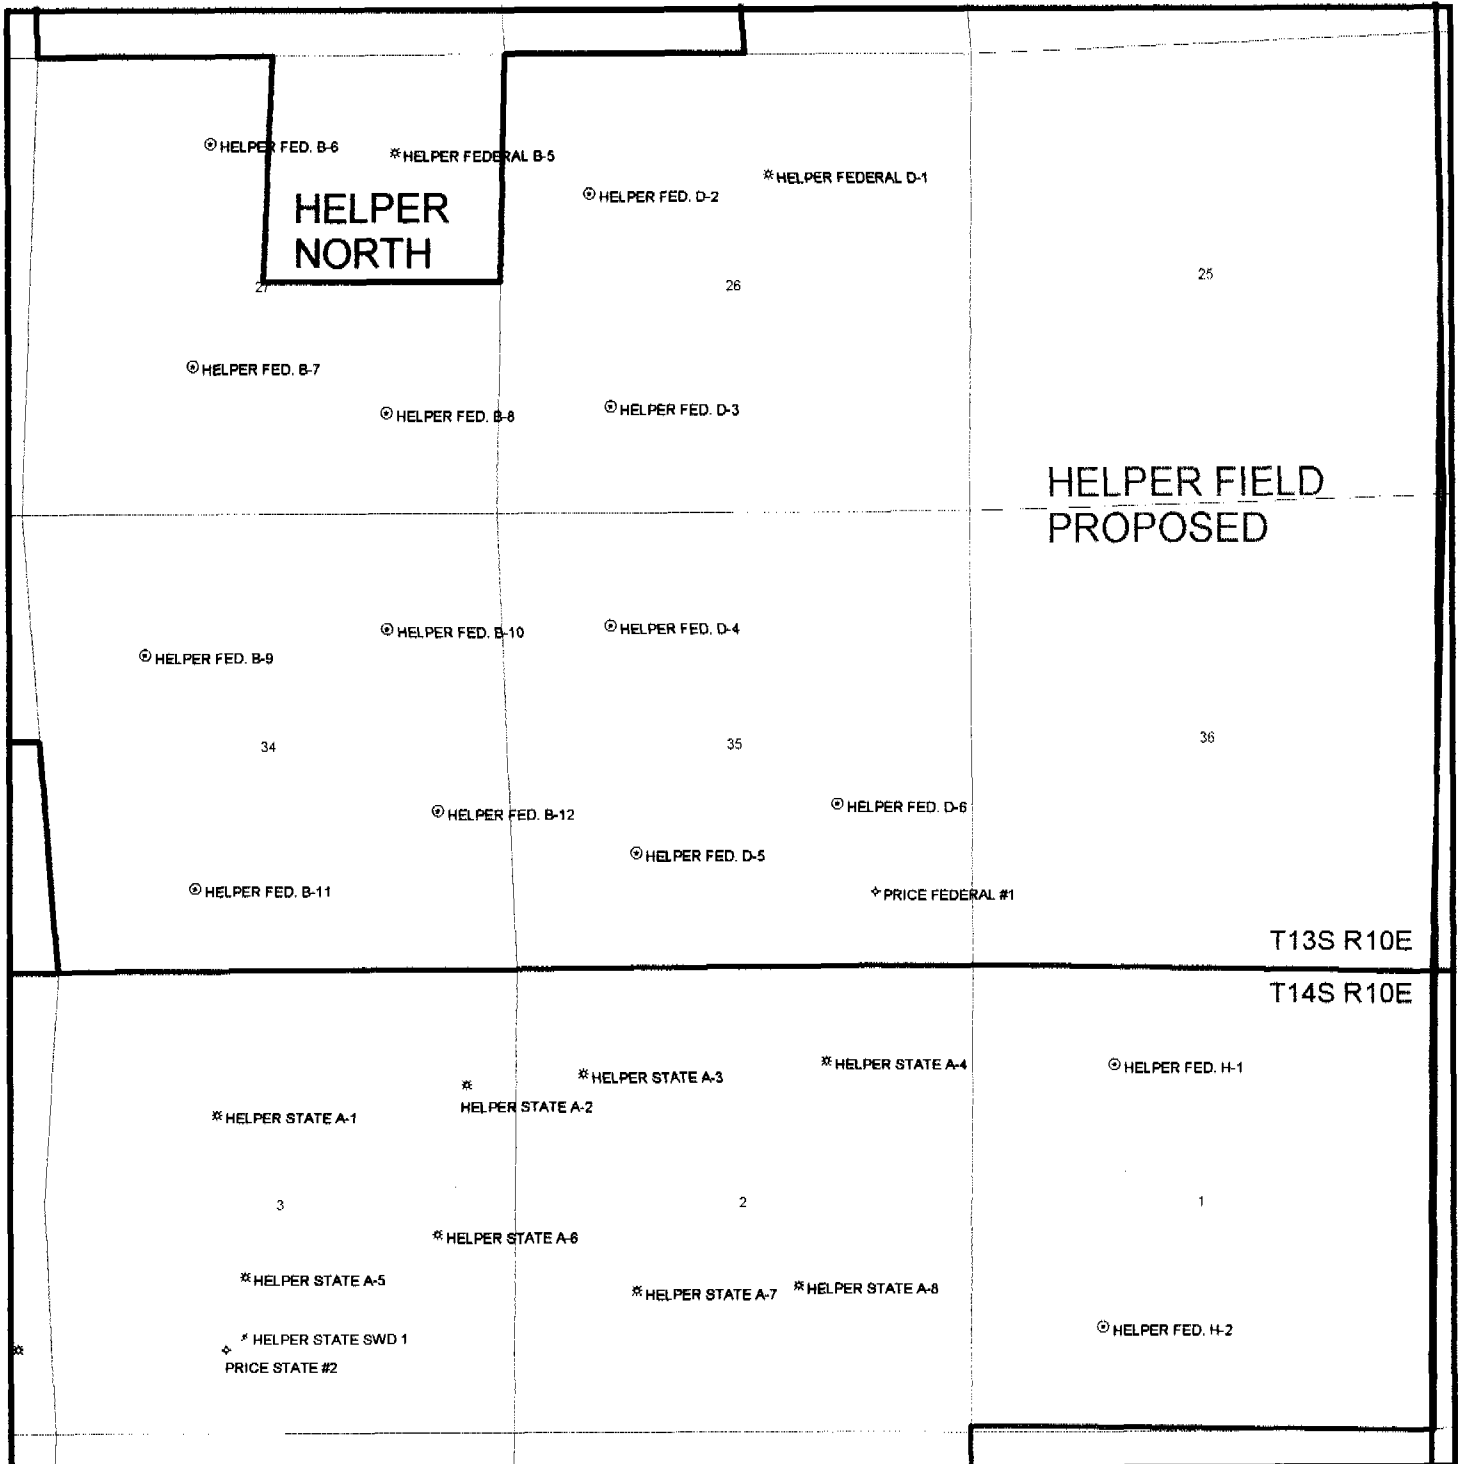 HELPER FED. B-6
HELPER FEDERAL B-5
HELPER FEDERAL D-1
HELPER FED. D-2
HELPER
NORTH
27
26
25
HELPER FED. B-7
HELPER FED. B-8
HELPER FED. D-3
HELPER FIELD
PROPOSED
HELPER FED. B-10
HELPER FED. D-4
HELPER FED. B-9
34
35
36
HELPER FED. B-12
HELPER FED. D-6
HELPER FED. D-5
HELPER FED. B-11
PRICE FEDERAL #1
T13S R10E
T14S R10E
HELPER STATE A-4
HELPER FED. H-1
HELPER STATE A-3
HELPER STATE A-2
HELPER STATE A-1
3
2
1
HELPER STATE A-6
HELPER STATE A-5
HELPER STATE A-7
HELPER STATE A-8
HELPER FED. H-2
HELPER STATE SWD 1
PRICE STATE #2